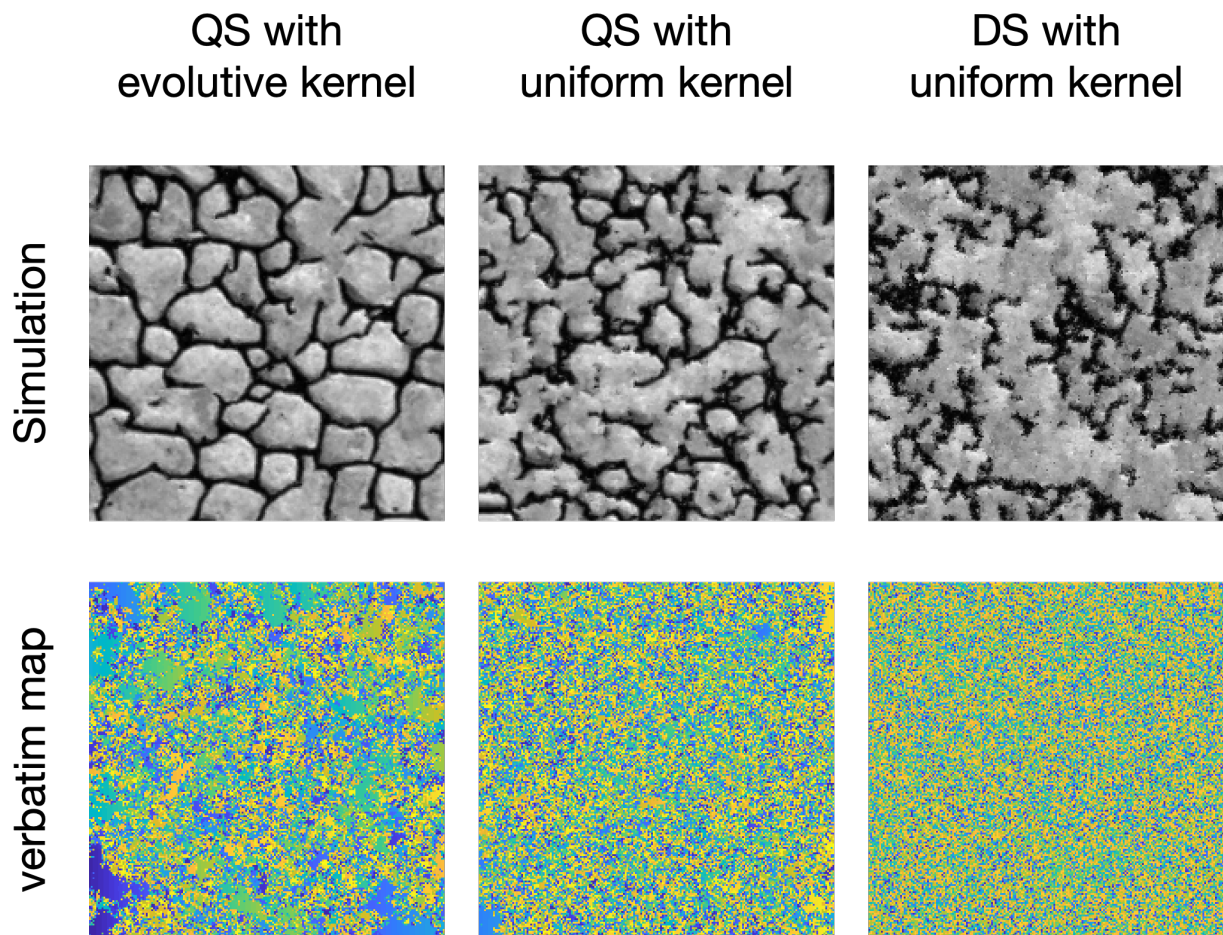 QS with
evolutive kernel
QS with
uniform kernel
DS with
uniform kernel
Simulation
verbatim map